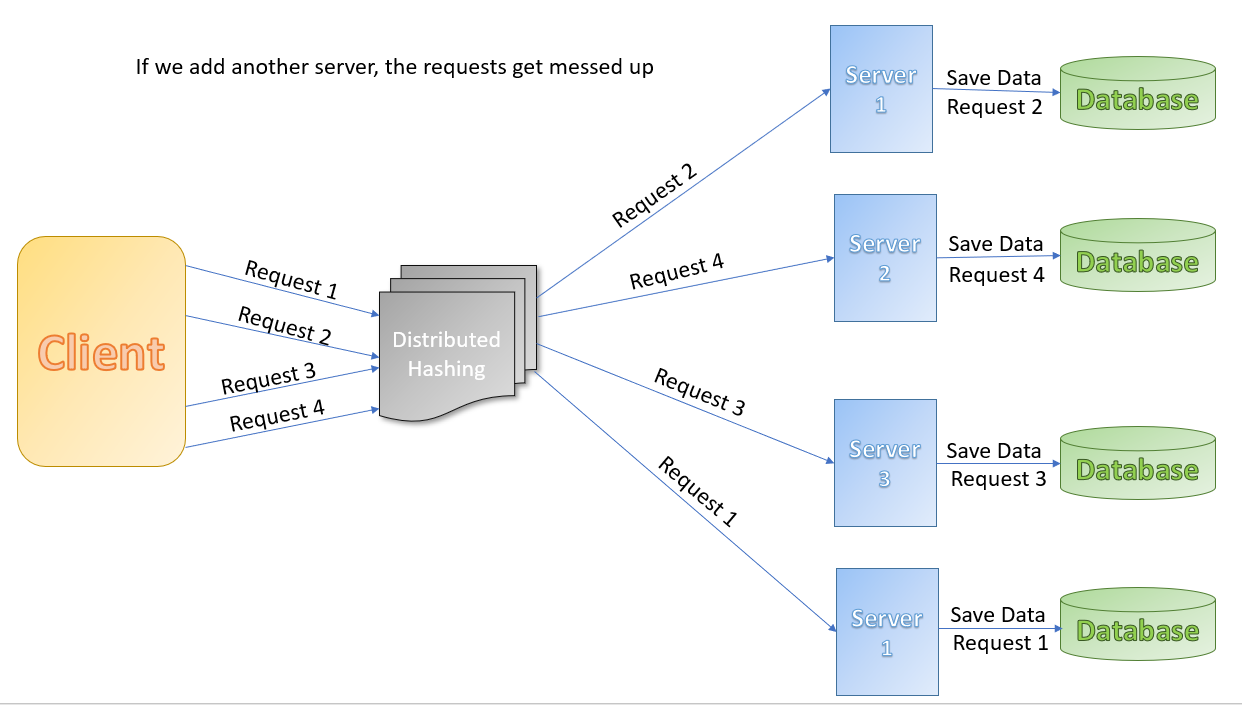 If we add another server, the requests get messed up
Client
Request 1
Request 2
Request 3
Request 4
Distributed
Hashing
Request 2
Request 4
Request 3
Request 1
Server
1
Save Data
Request 2
Database
Server
2
Save Data
Request 4
Database
Server
3
Save Data
Request 3
Database
Server
1
Save Data
Request 1
Database